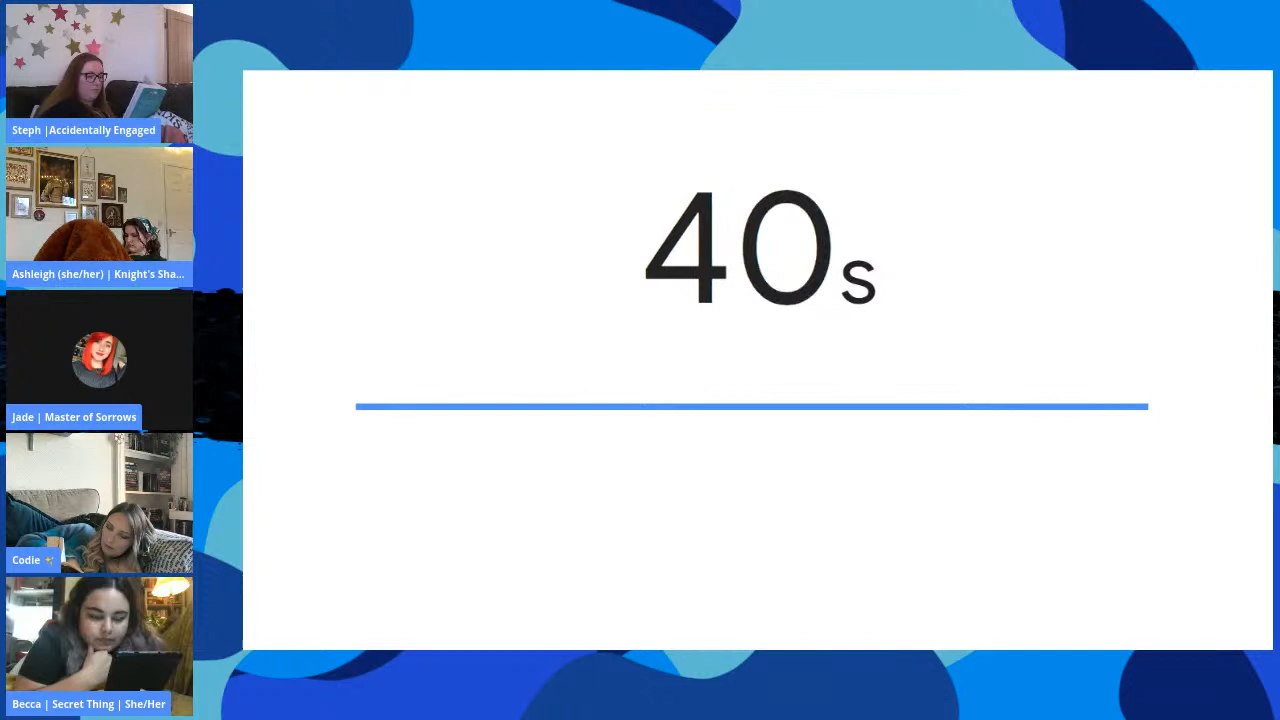 Steph |Accidentally Engaged
40s
Ashleigh (she/her) | Knight's Sha...
Jade | Master of Sorrows
Codie ✨
Becca | Secret Thing | She/Her